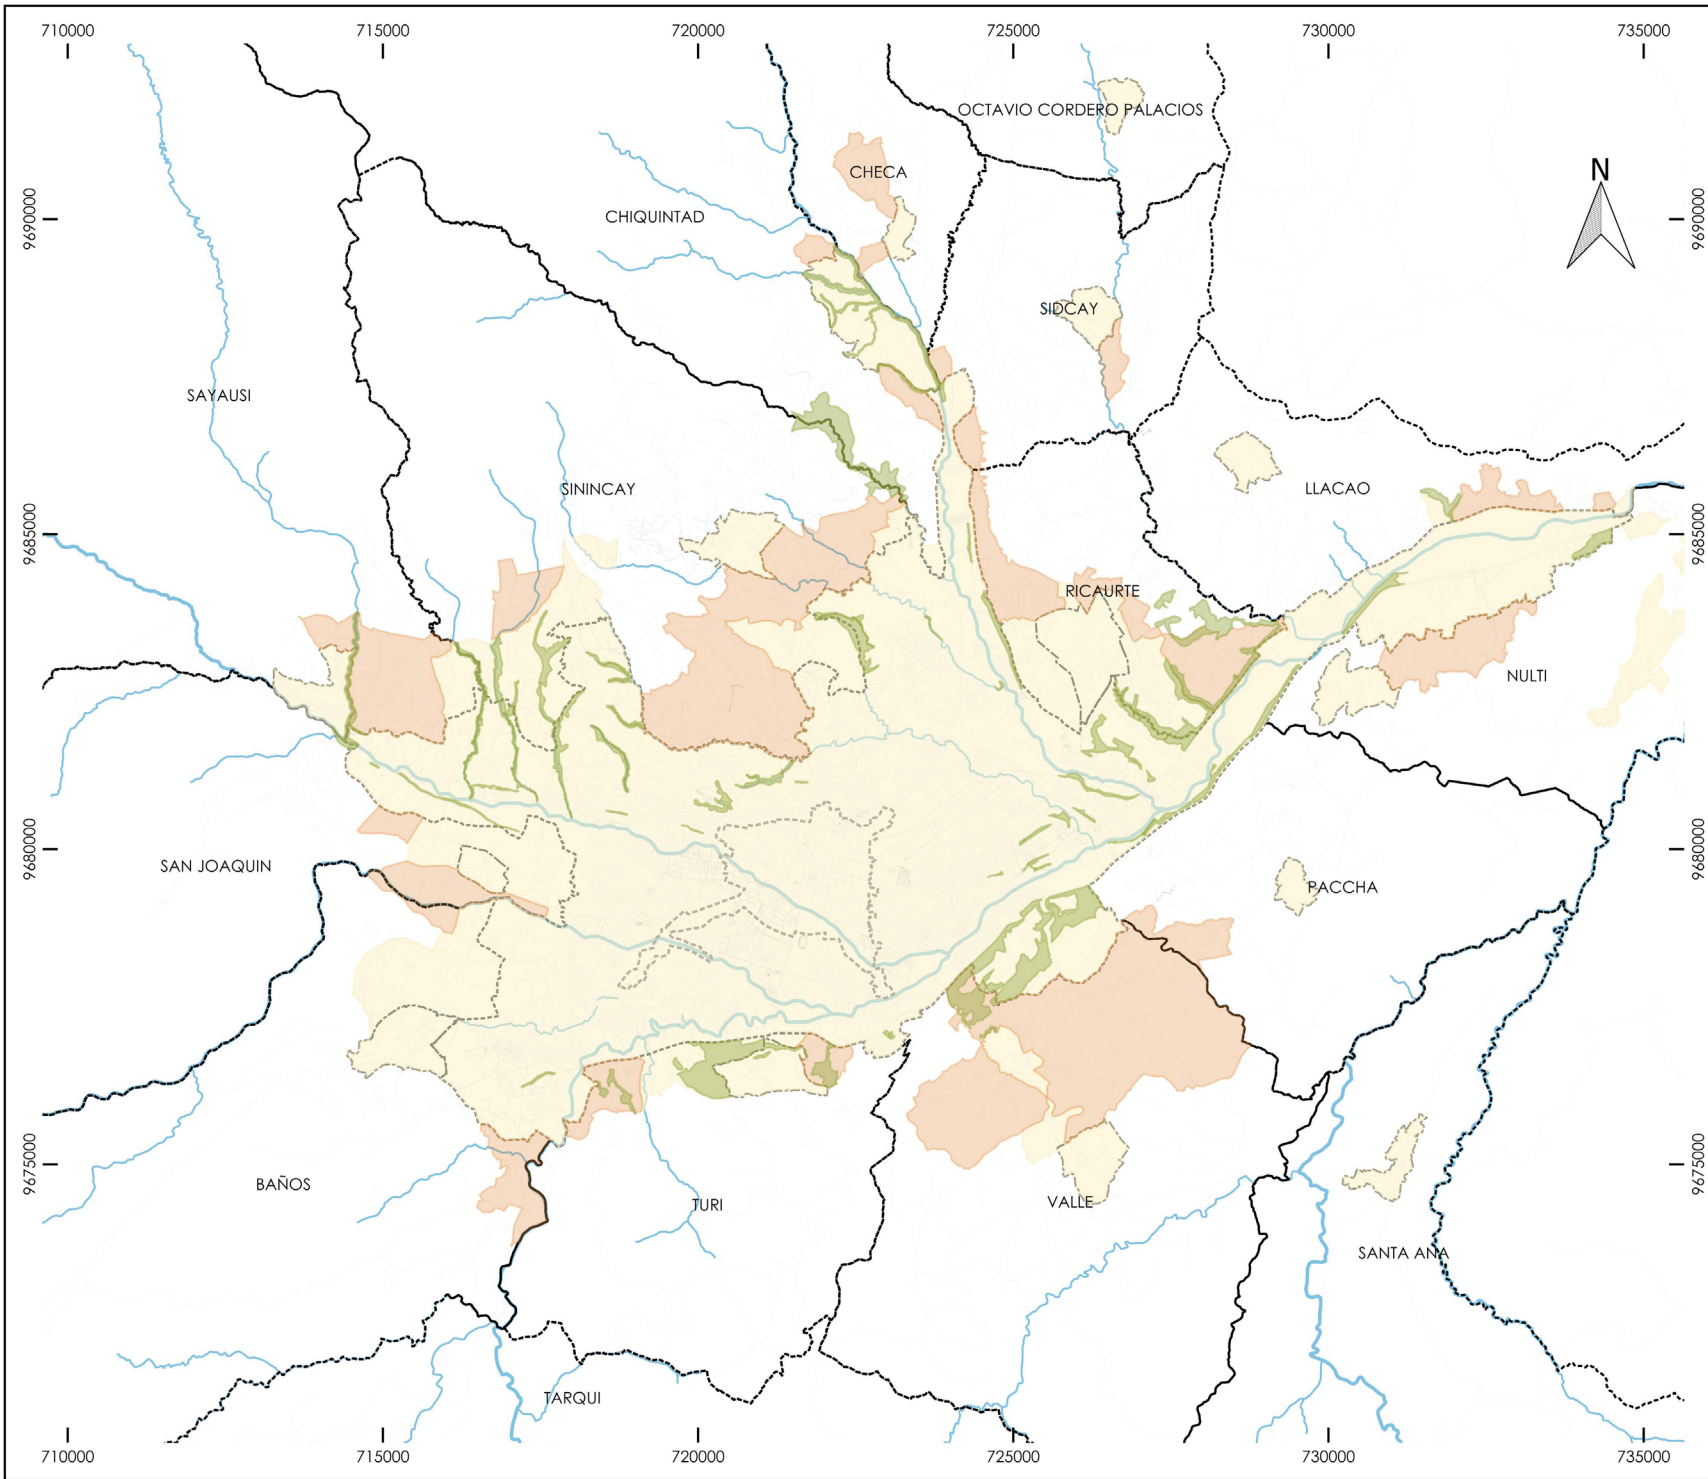 710000 715000 720000 725000 730000 735000
OCTAVIO CORDERO PALACIOS
N
CHECA
9690000
CHIQUINTAD
9690000
SIDCAY
SAYAUSI
SININCAY
LLACAO
9685000
9685000
RICAURTE
NULTI
9680000
SAN JOAQUIN
9680000
PACCHA
9675000
9675000
BAÑOS
TURI
VALLE
SANTA ANA
TARQUI
710000 715000 720000 725000 730000 735000